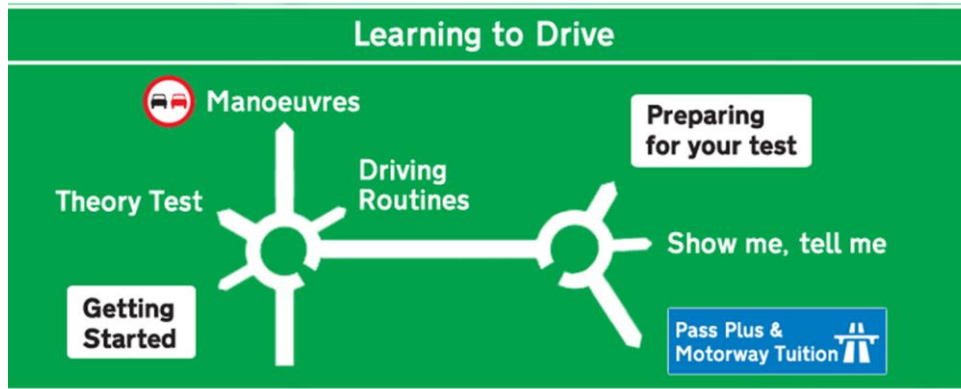 Learning to Drive
Manoeuvres
Preparing
for your test
Driving
Routines
Theory Test
Show me, tell me
Getting
Started
Pass Plus &
Motorway Tuition